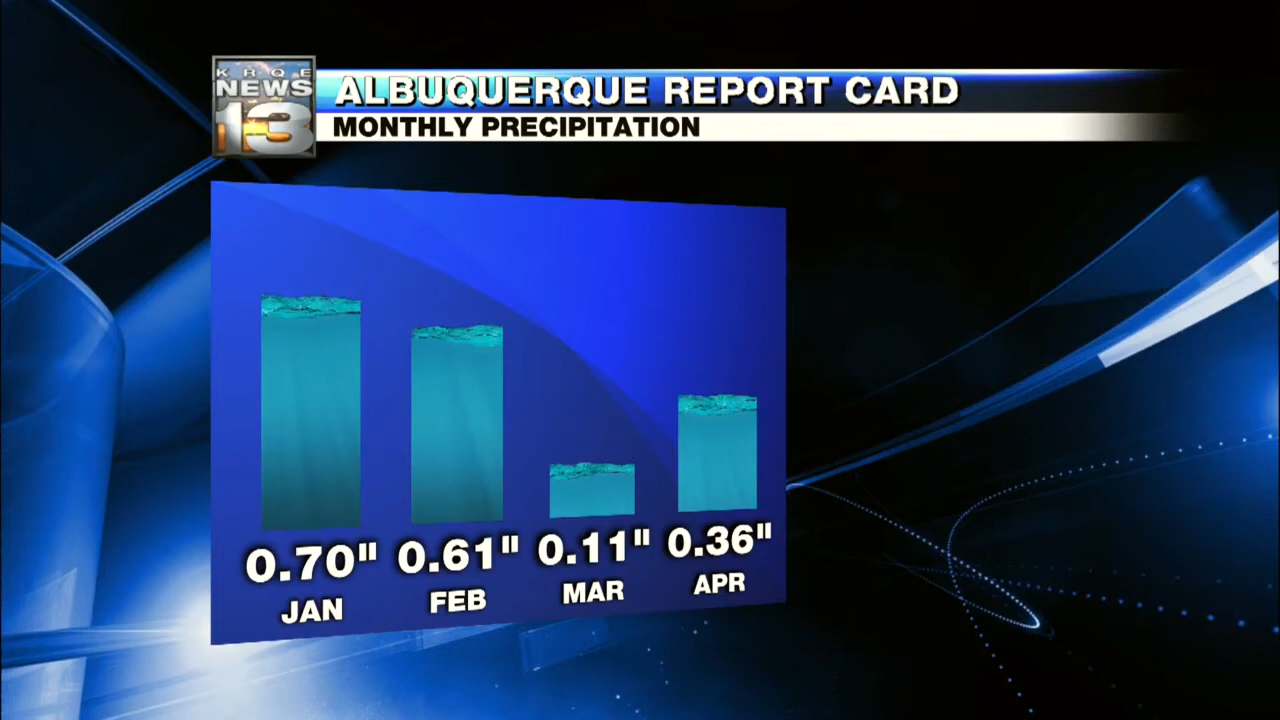 KRQE
NEWS
13
ALBUQUERQUE REPORT CARD
MONTHLY PRECIPITATION
0.70" 0.61" 0.11" 0.36"
JAN FEB MAR APR